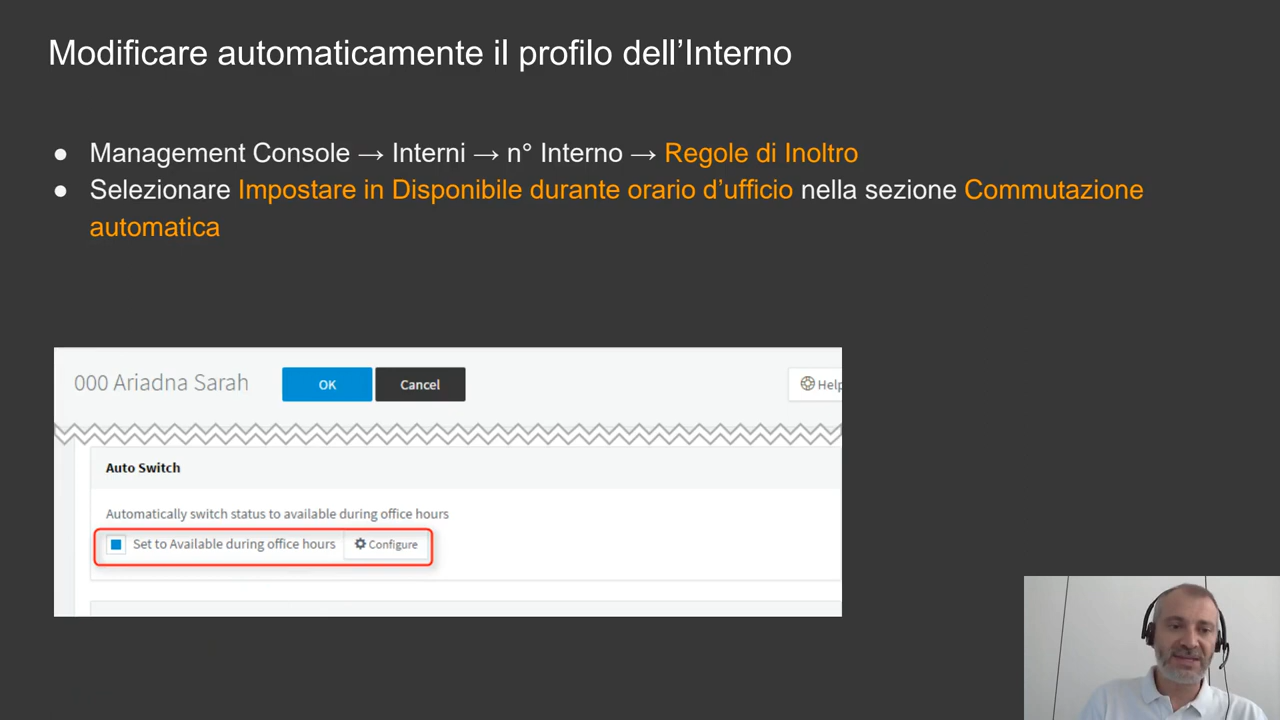 Modificare automaticamente il profilo dell’Interno
● Management Console → Interni → n° Interno → Regole di Inoltro
● Selezionare Impostare in Disponibile durante orario d’ufficio nella sezione Commutazione
automatica
000 Ariadna Sarah
OK
Cancel
Help
Auto Switch
Automatically switch status to available during office hours
Set to Available during office hours
Configure